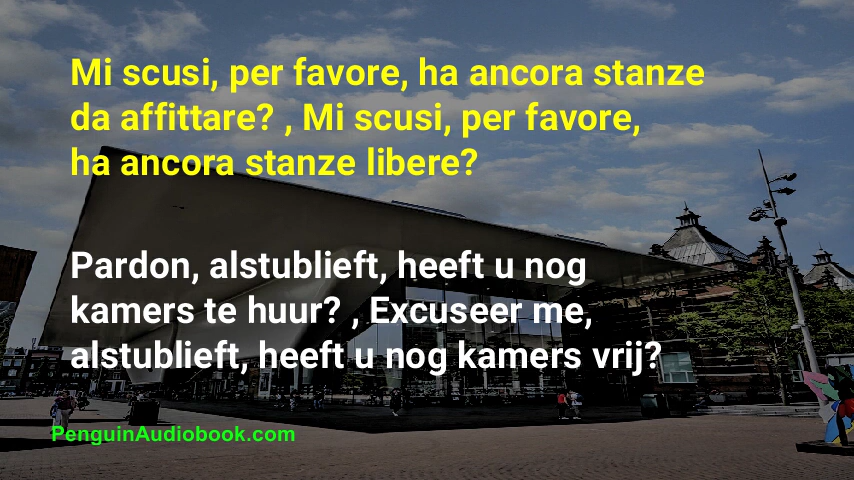 Mi scusi, per favore, ha ancora stanze
da affittare? , Mi scusi, per favore,
ha ancora stanze libere?
Pardon, alstublieft, heeft u nog
kamers te huur? , Excuseer me,
alstublieft, heeft u nog kamers vrij?
PenguinAudiobook.com